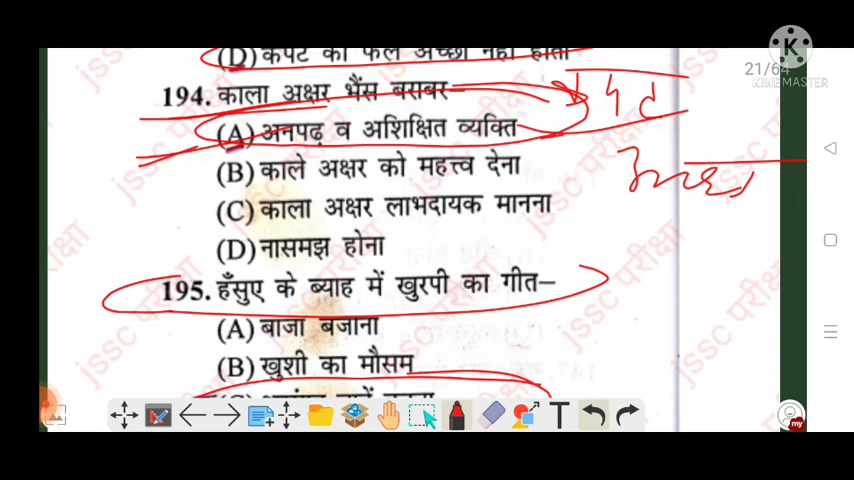 (D) कपट का फल अच्छा नहीं होता
21/64
KINEMASTER
194. काला अक्षर भैंस बराबर–
(A) अनपढ़ व अशिक्षित व्यक्ति
(B) काले अक्षर को महत्त्व देना
(C) काला अक्षर लाभदायक मानना
(D) नासमझ होना
195. हँसुए के ब्याह में खुरपी का गीत–
(A) बाजा बजाना
(B) खुशी का मौसम
jssc परीक्षा